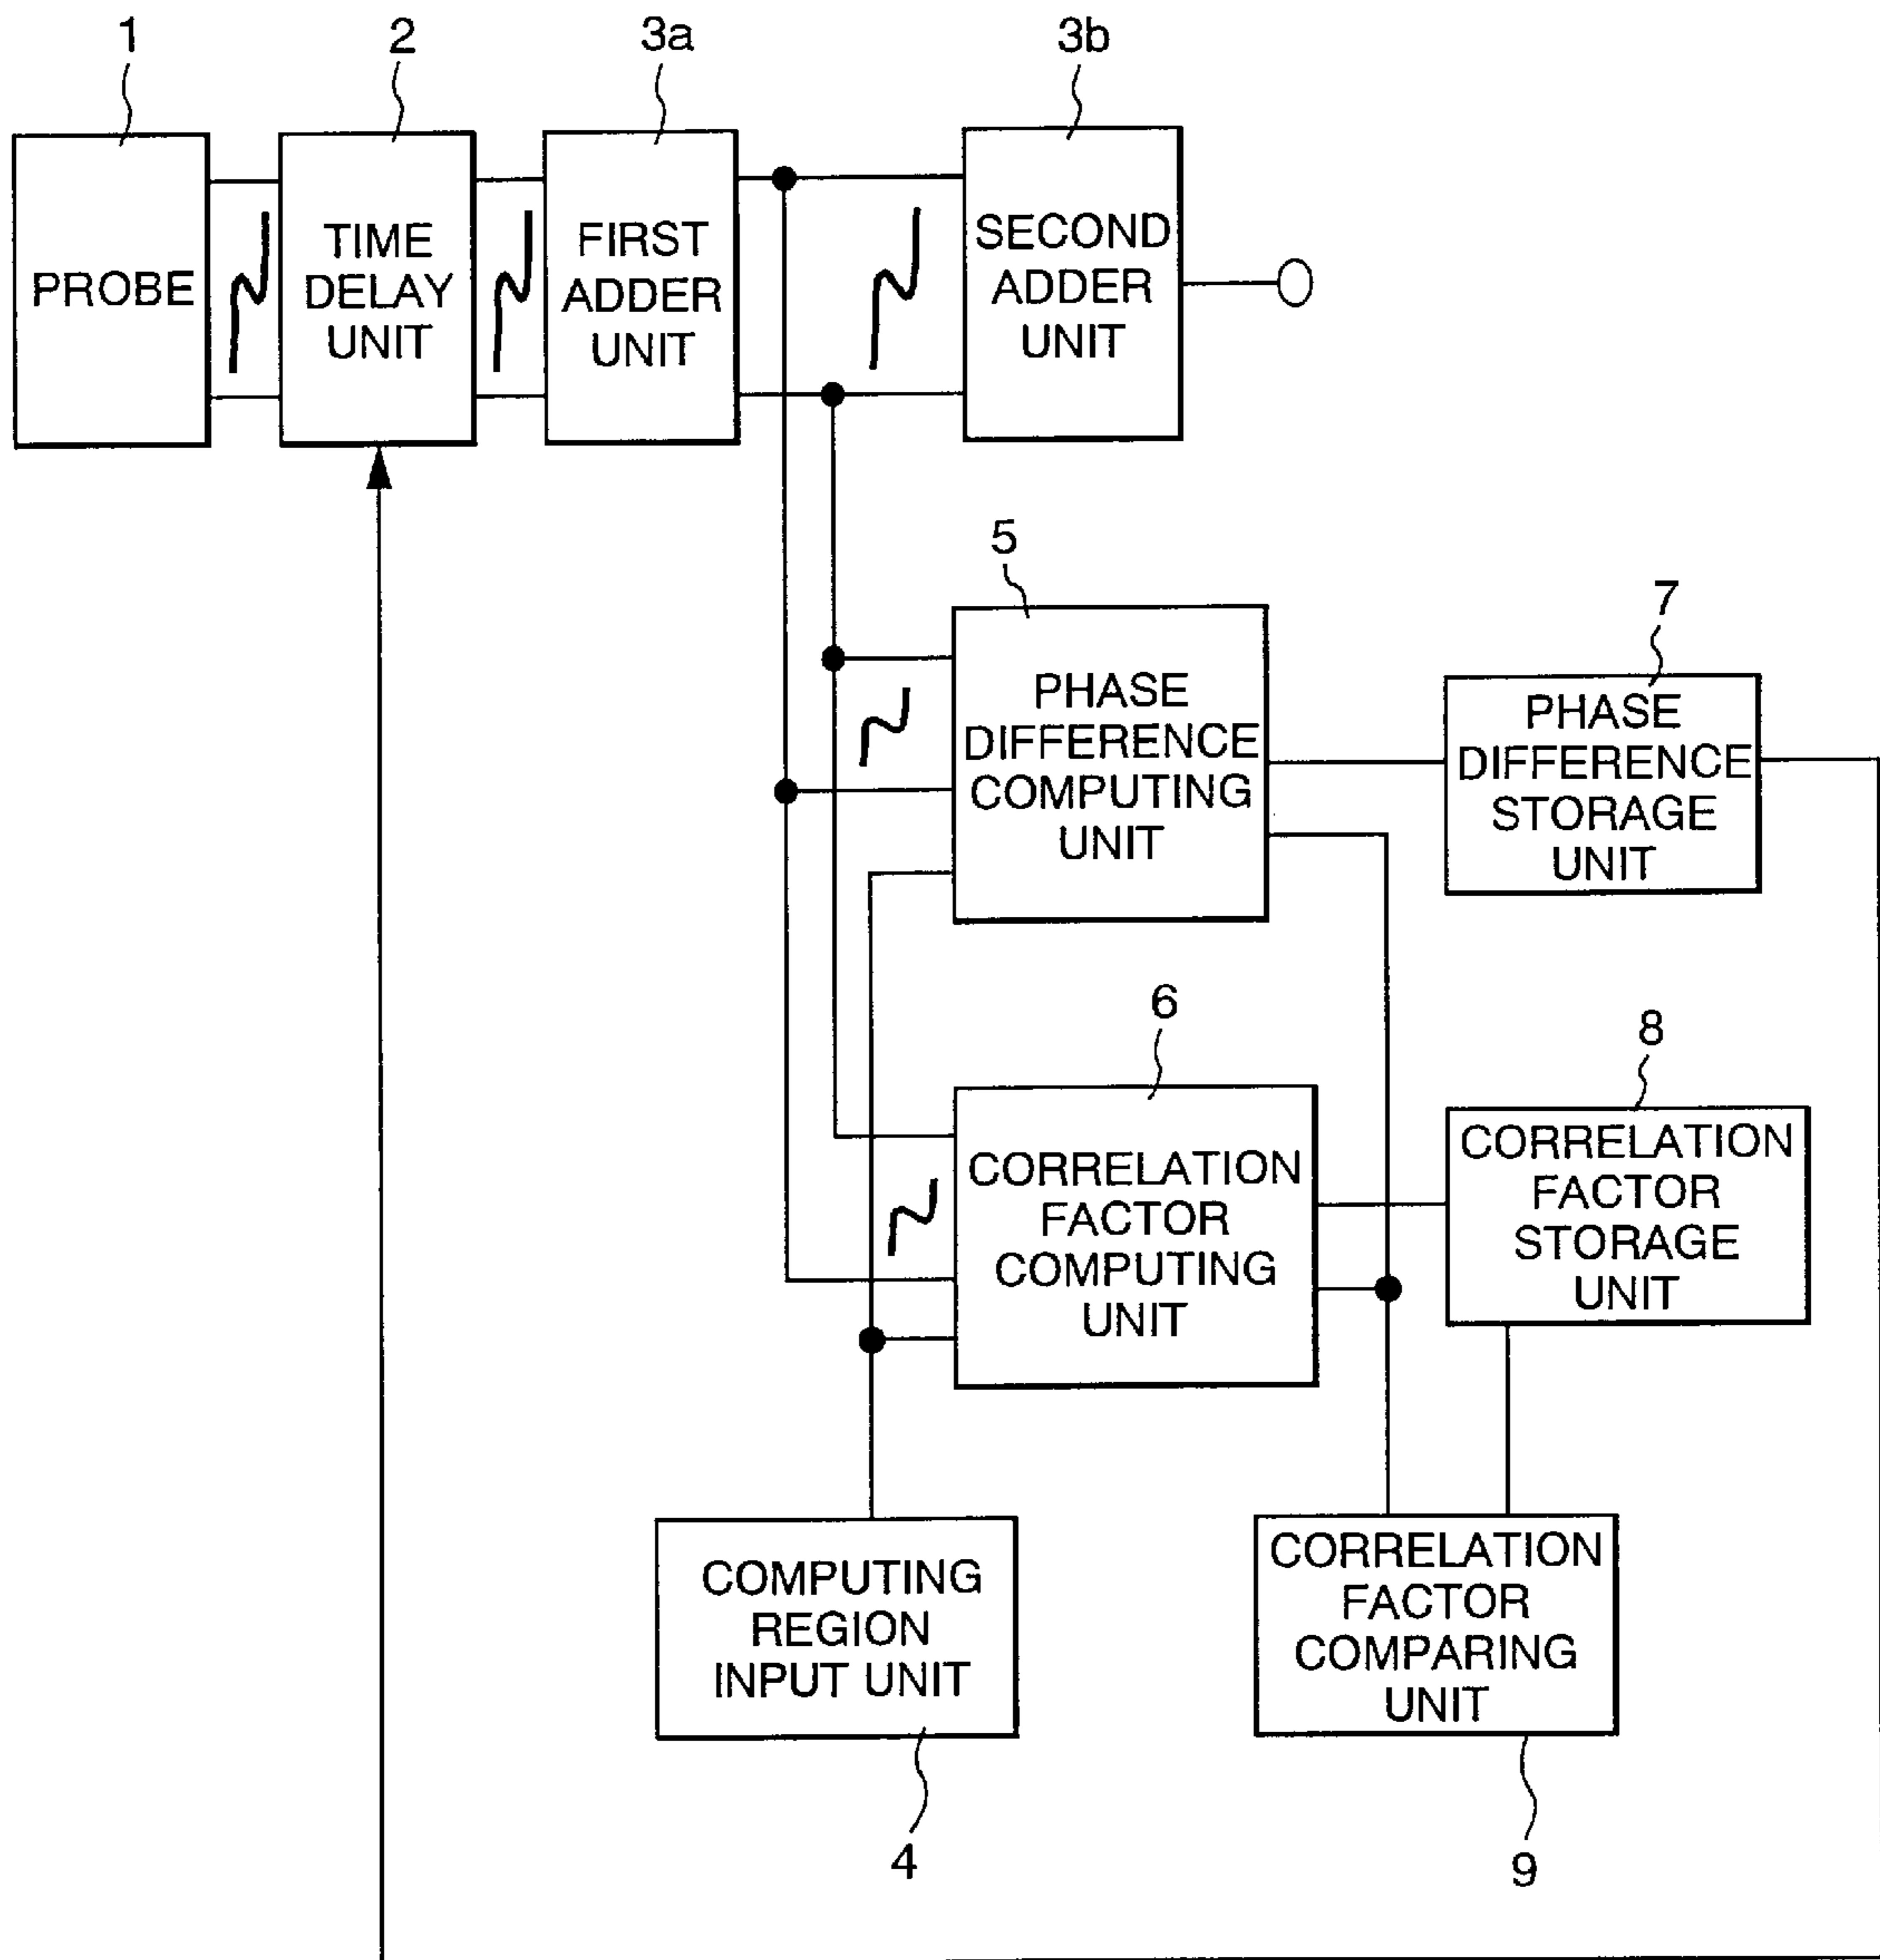 1
2
3a
3b
PROBE
TIME
DELAY
UNIT
FIRST
ADDER
UNIT
SECOND
ADDER
UNIT
5
7
PHASE
DIFFERENCE
COMPUTING
UNIT
PHASE
DIFFERENCE
STORAGE
UNIT
6
8
CORRELATION
FACTOR
COMPUTING
UNIT
CORRELATION
FACTOR
STORAGE
UNIT
COMPUTING
REGION
INPUT UNIT
CORRELATION
FACTOR
COMPARING
UNIT
4
9